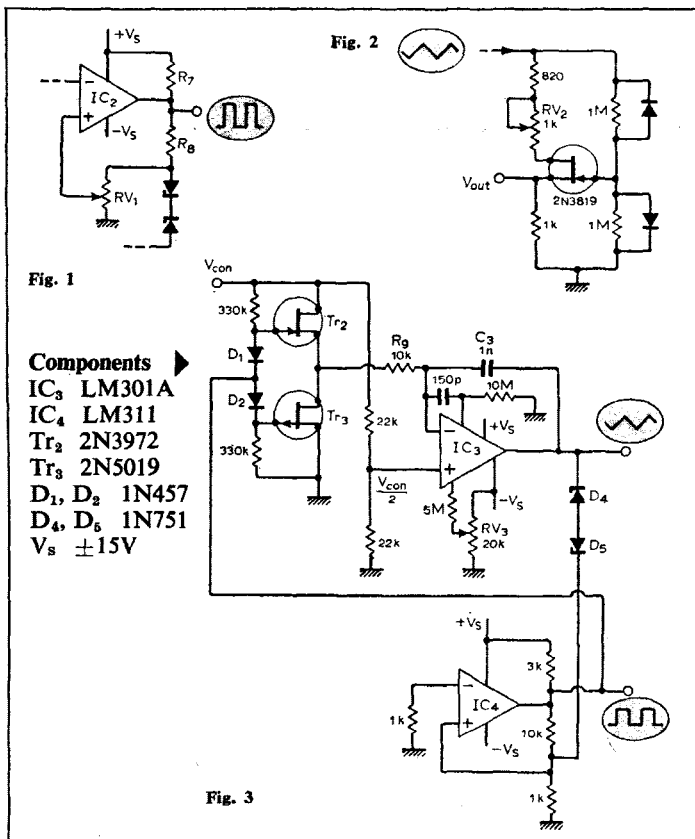 Fig. 2
+Vs
R7
IC2
R8
-Vs
RV1
Fig. 1
820
RV2
1k
1M
Vout
2N3819
1k
1M
Vcon
330k
Tr2
D1
D2
Tr3
330k
R9
10k
C3
1n
150p
10M
22k
+Vs
IC3
Vcon
2
-Vs
5M
RV3
20k
22k
D4
D5
Components
IC3 LM301A
IC4 LM311
Tr2 2N3972
Tr3 2N5019
D1, D2 1N457
D4, D5 1N751
Vs ±15V
+Vs
3k
IC4
1k
10k
-Vs
1k
Fig. 3